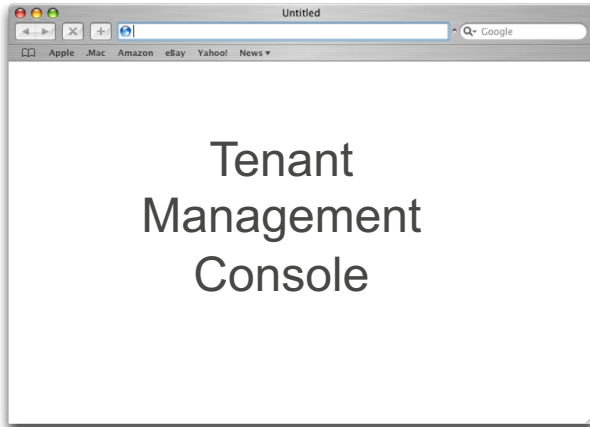 Untitled
Google
Apple .Mac Amazon eBay Yahoo! News
Tenant
Management
Console